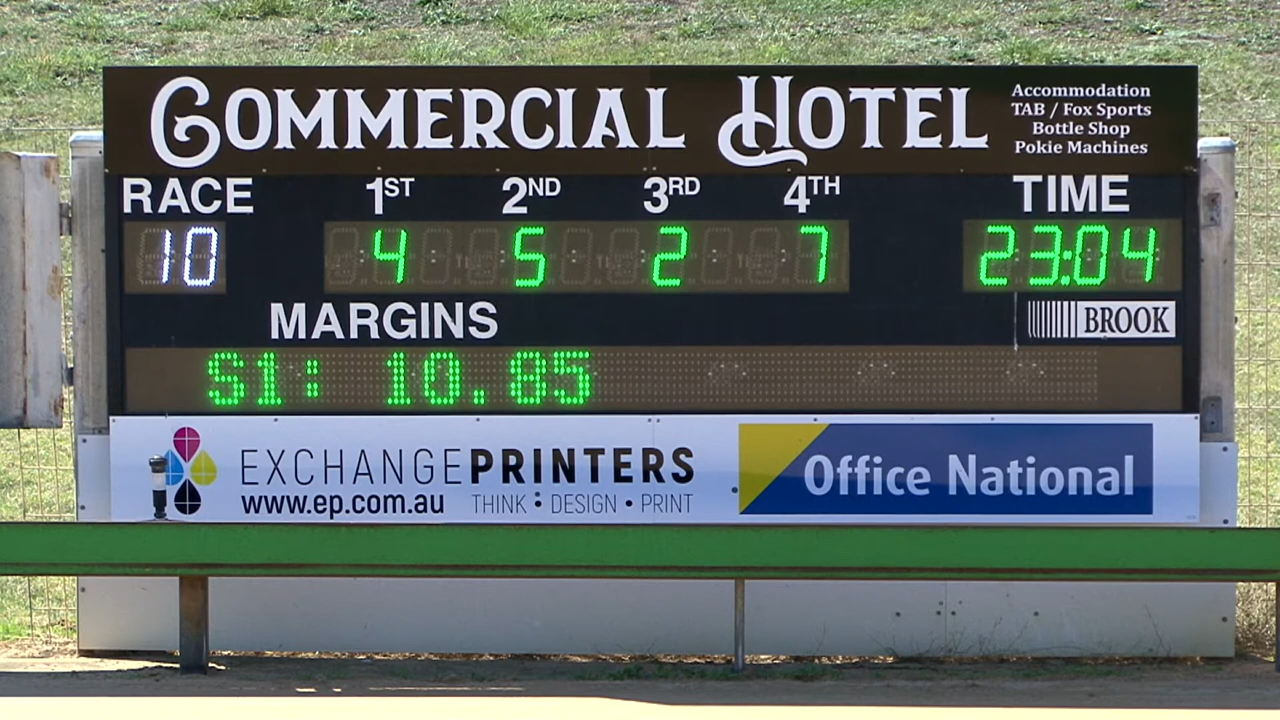 COMMERCIAL HOTEL
Accommodation
TAB / Fox Sports
Bottle Shop
Pokie Machines
RACE 1ST 2ND 3RD 4TH TIME
10 4 5 2 7 23:04
MARGINS
BROOK
S1: 10.85
EXCHANGEPRINTERS
www.ep.com.au THINK • DESIGN • PRINT
Office National